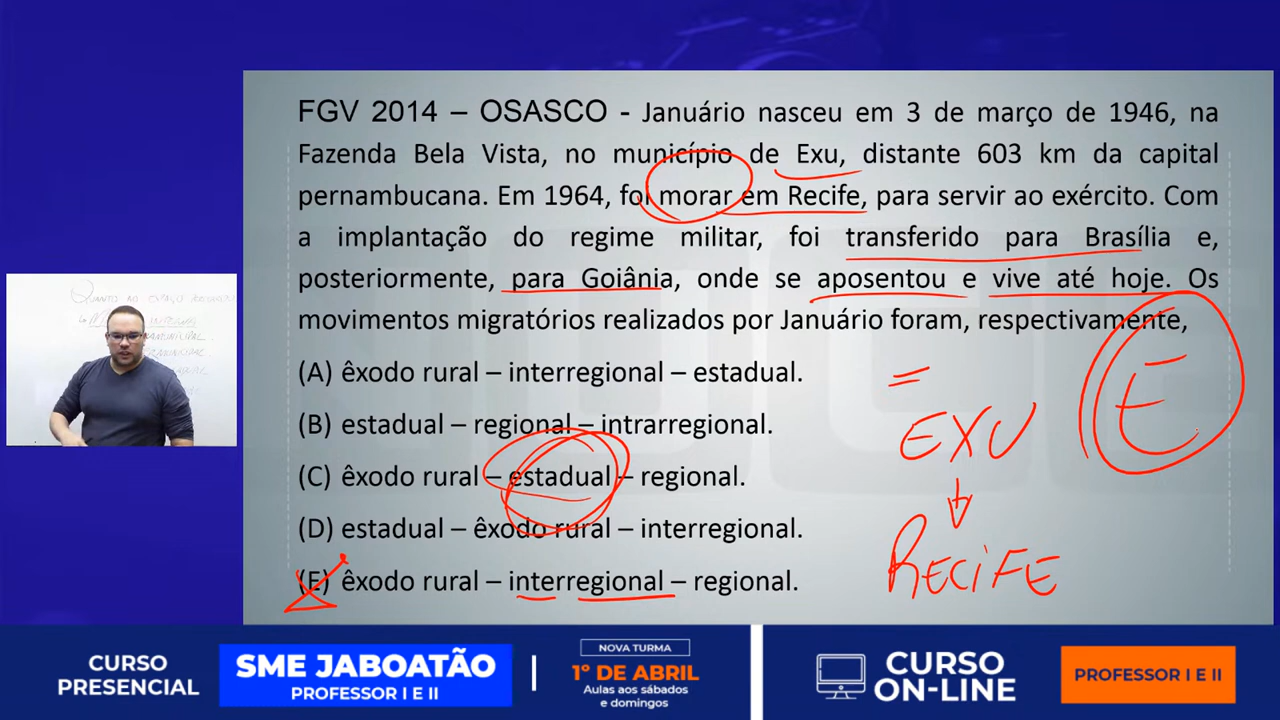 FGV 2014 – OSASCO - Januário nasceu em 3 de março de 1946, na
Fazenda Bela Vista, no município de Exu, distante 603 km da capital
pernambucana. Em 1964, foi morar em Recife, para servir ao exército. Com
a implantação do regime militar, foi transferido para Brasília e,
posteriormente, para Goiânia, onde se aposentou e vive até hoje. Os
movimentos migratórios realizados por Januário foram, respectivamente,
(A) êxodo rural – interregional – estadual.
(B) estadual – regional – intrarregional.
(C) êxodo rural – estadual – regional.
(D) estadual – êxodo rural – interregional.
(E) êxodo rural – interregional – regional.
=
EXU
RECIFE
E
QUANTO AO ESPAÇO
CURSO
PRESENCIAL
SME JABOATÃO
PROFESSOR I E II
NOVA TURMA
1º DE ABRIL
Aulas aos sábados
e domingos
CURSO
ON-LINE
PROFESSOR I E II